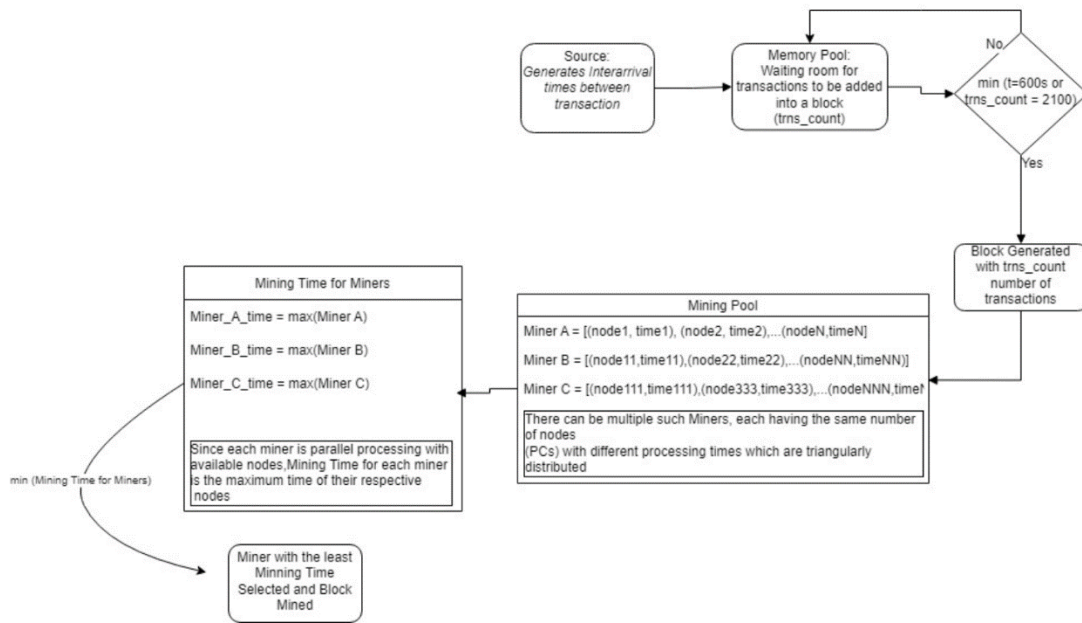 Source:
Generates Interarrival
times between
transaction
Memory Pool:
Waiting room for
transactions to be added
into a block
(trns_count)
No
min (t=600s or
trns_count = 2100)
Yes
Block Generated
with trns_count
number of
transactions
Mining Pool
Miner A = [(node1, time1), (node2, time2),...(nodeN,timeN]
Miner B = [(node11,time11),(node22,time22),...(nodeNN,timeNN)]
Miner C = [(node111,time111),(node333,time333),...(nodeNNN,timeN
There can be multiple such Miners, each having the same number
of nodes
(PCs) with different processing times which are triangularly
distributed
Mining Time for Miners
Miner_A_time = max(Miner A)
Miner_B_time = max(Miner B)
Miner_C_time = max(Miner C)
Since each miner is parallel processing with
available nodes,Mining Time for each miner
is the maximum time of their respective
nodes
min (Mining Time for Miners)
Miner with the least
Minning Time
Selected and Block
Mined